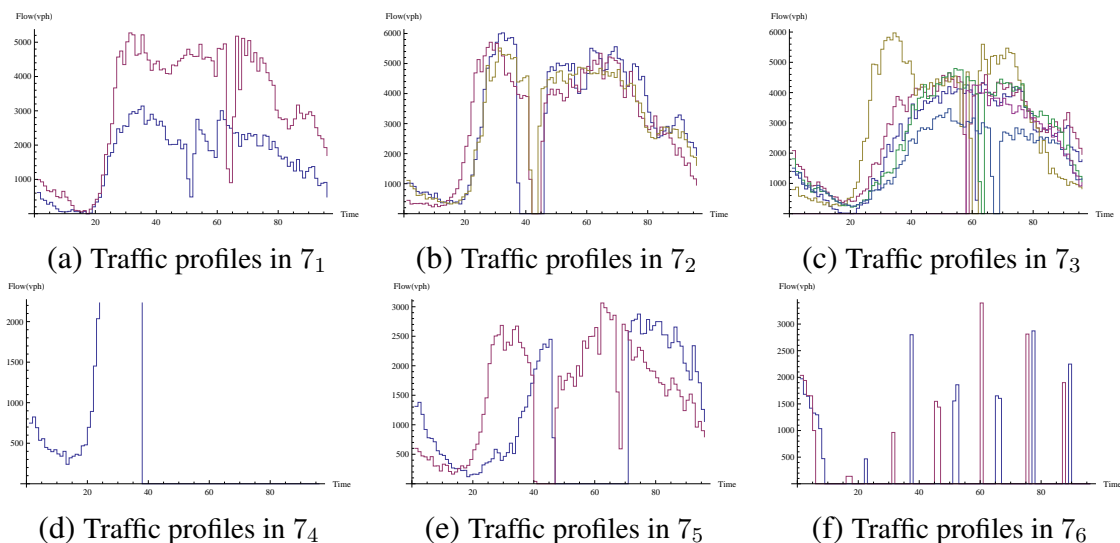 Flow(vph) Flow(vph) Flow(vph)
5000 6000 6000
4000 5000 5000
3000 4000 4000
2000 3000 3000
1000 2000 2000
1000 1000
20 40 60 80 Time 20 40 60 80 Time 20 40 60 80 Time
(a) Traffic profiles in 7₁ (b) Traffic profiles in 7₂ (c) Traffic profiles in 7₃
Flow(vph) Flow(vph) Flow(vph)
2000 3000 3000
1500 2500 2500
1000 2000 2000
500 1500 1500
1000 1000
500 500
20 40 60 80 Time 20 40 60 80 Time 20 40 60 80 Time
(d) Traffic profiles in 7₄ (e) Traffic profiles in 7₅ (f) Traffic profiles in 7₆